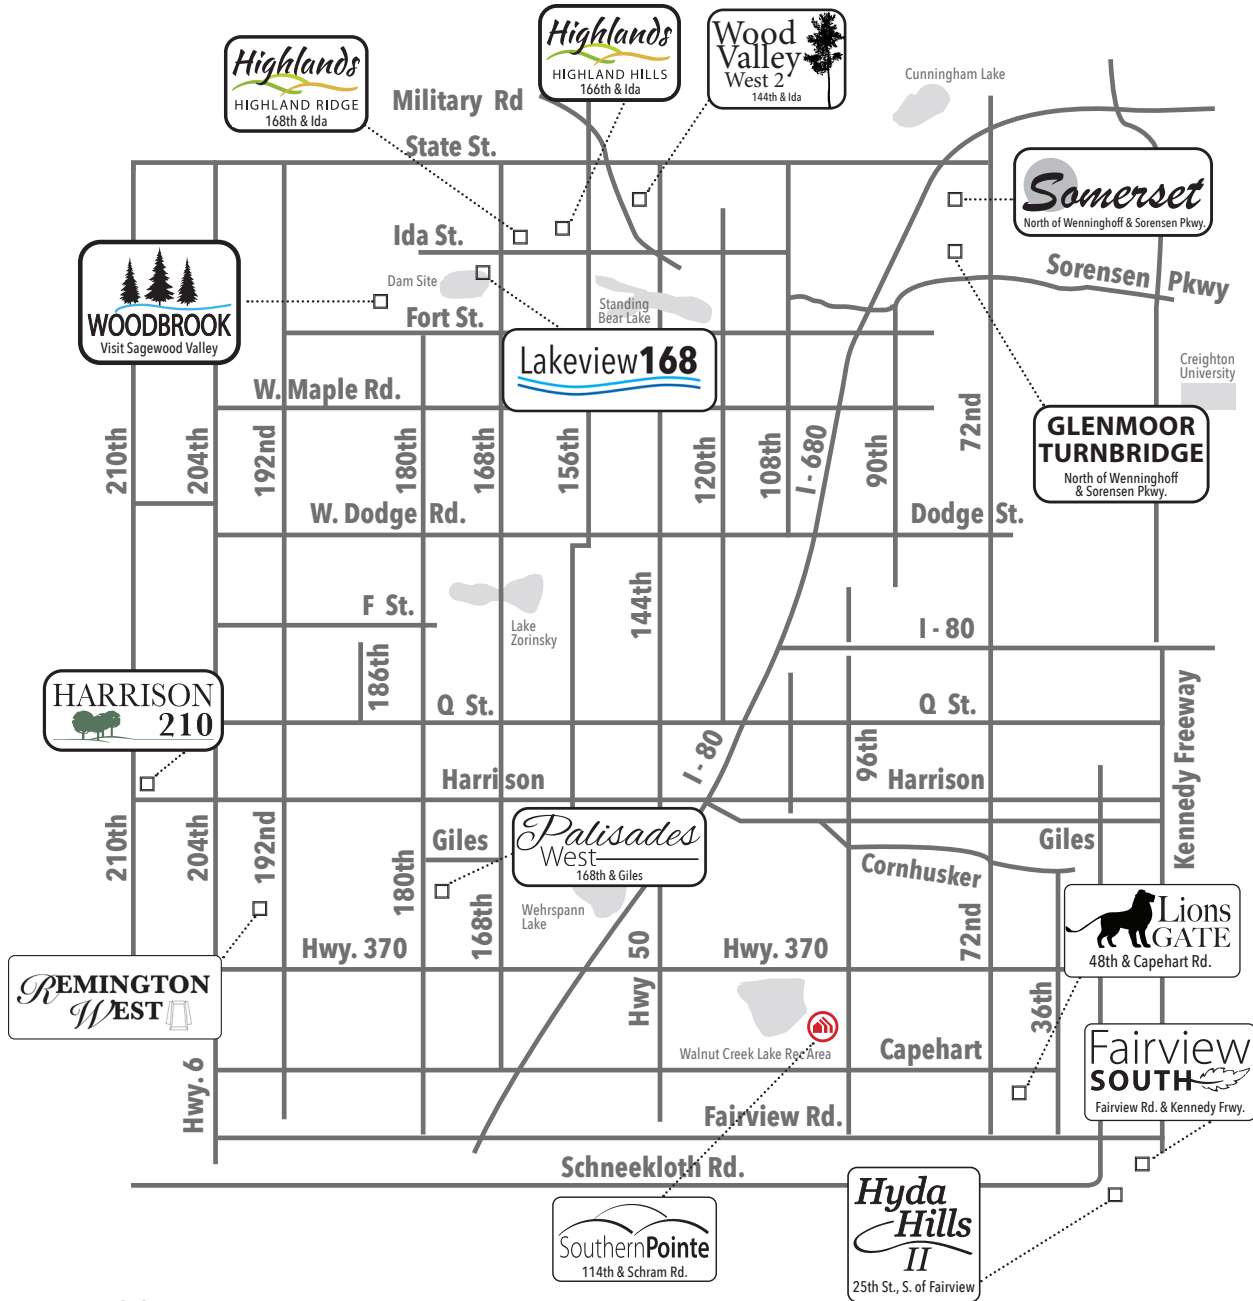 Highlands
HIGHLAND RIDGE
168th & Ida
Highlands
HIGHLAND HILLS
166th & Ida
Wood
Valley
West 2
144th & Ida
Cunningham Lake
Military Rd
State St.
Somerset
North of Wenninghoff & Sorensen Pkwy.
Ida St.
WOODBROOK
Visit Sagewood Valley
Dam Site
Standing
Bear Lake
Sorensen Pkwy
Fort St.
Lakeview168
Creighton
University
W. Maple Rd.
GLENMOOR
TURNBRIDGE
North of Wenninghoff
& Sorensen Pkwy.
210th
204th
192nd
180th
168th
156th
120th
108th
I - 680
90th
72nd
W. Dodge Rd.
Dodge St.
F St.
Lake
Zorinsky
144th
I - 80
186th
HARRISON
210
Q St.
Q St.
I - 80
96th
Kennedy Freeway
Harrison
Harrison
210th
204th
192nd
180th
Giles
168th
Palisades
West
168th & Giles
Giles
Cornhusker
Wehrspann
Lake
Lions
GATE
48th & Capehart Rd.
Hwy. 370
Hwy 50
Hwy. 370
72nd
36th
REMINGTON
WEST
Walnut Creek Lake Rec Area
Capehart
Fairview
SOUTH
Fairview Rd. & Kennedy Frwy.
Hwy. 6
Fairview Rd.
Schneekloth Rd.
SouthernPointe
114th & Schram Rd.
Hyda
Hills
II
25th St., S. of Fairview